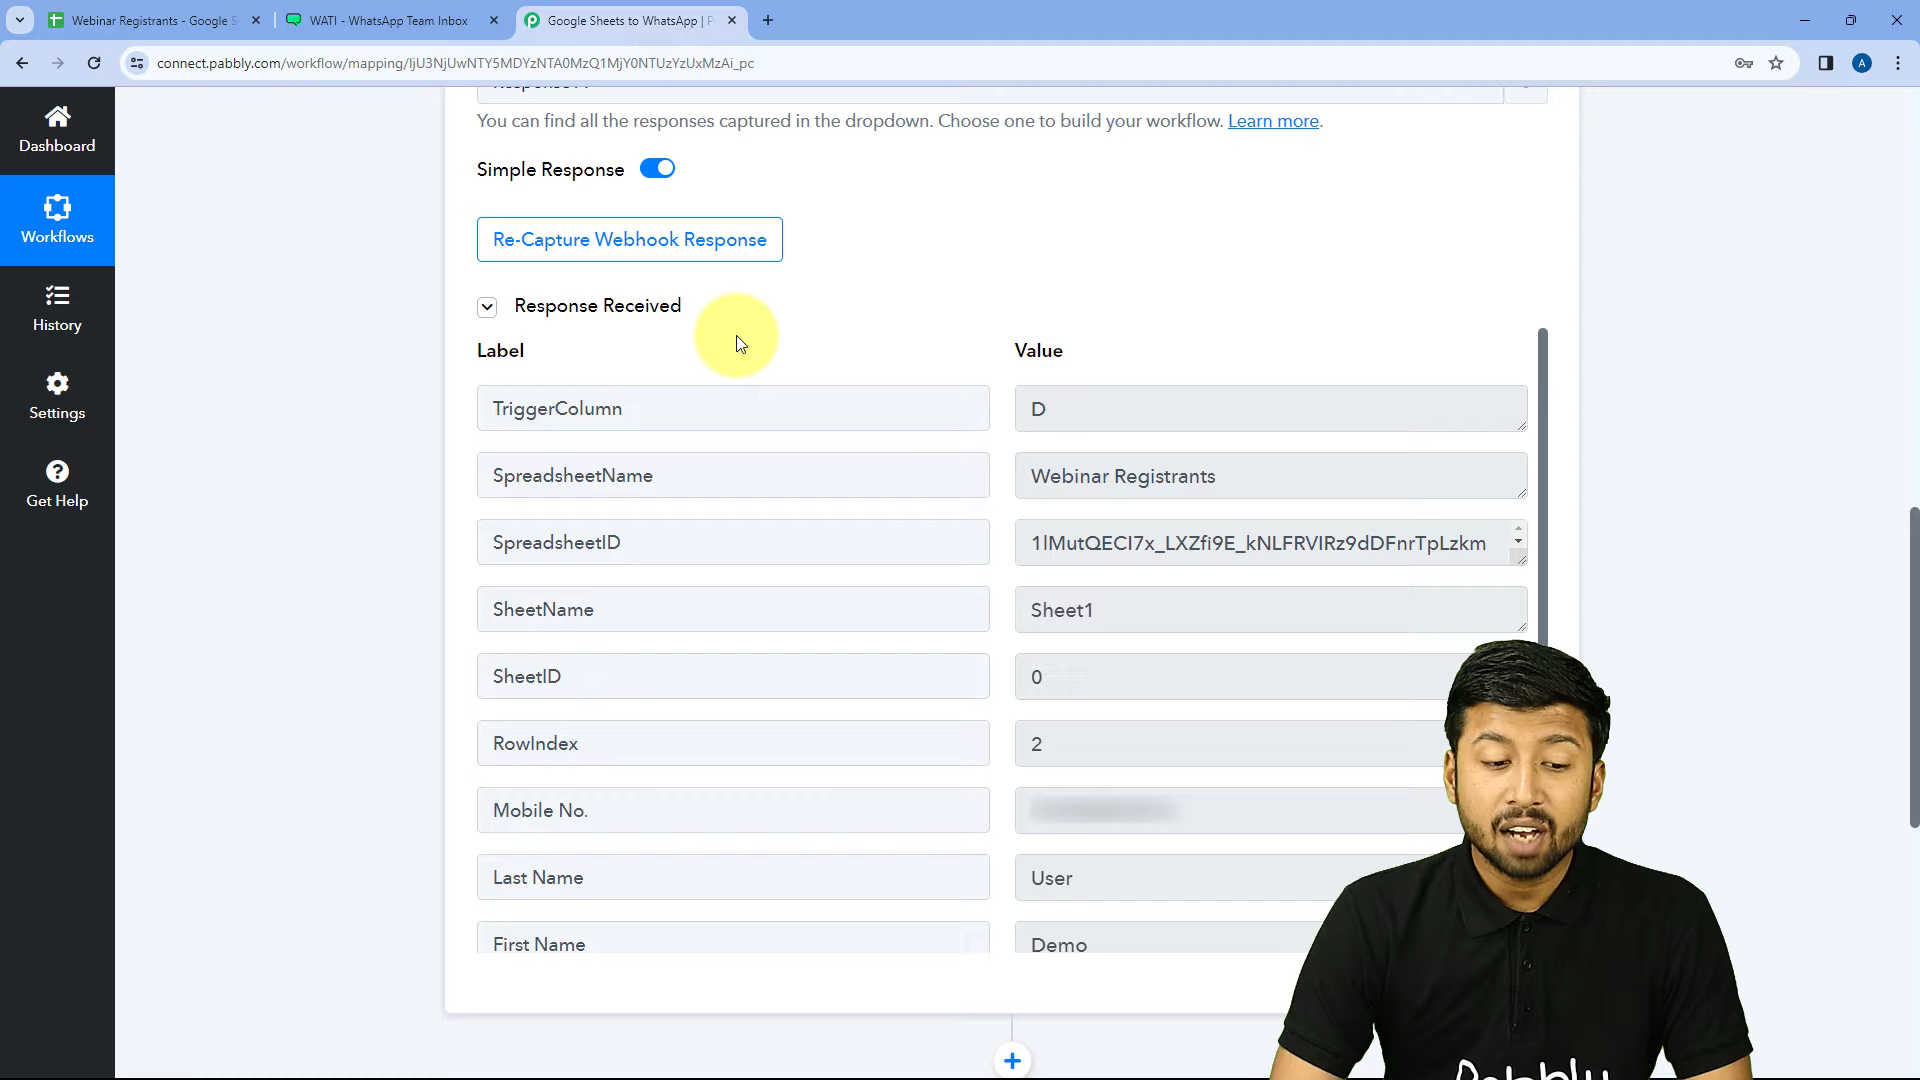 Webinar Registrants - Google S
WATI - WhatsApp Team Inbox
Google Sheets to WhatsApp | P
connect.pabbly.com/workflow/mapping/IjU3NjUwNTY5MDYzNTA0MzQ1MjY0NTUzYzUxMzAi_pc
A
Dashboard
Workflows
History
Settings
Get Help
You can find all the responses captured in the dropdown. Choose one to build your workflow. Learn more.
Simple Response
Re-Capture Webhook Response
Response Received
Label Value
TriggerColumn D
SpreadsheetName Webinar Registrants
SpreadsheetID 1lMutQECI7x_LXZfi9E_kNLFRVIRz9dDFnrTpLzkm
SheetName Sheet1
SheetID 0
RowIndex 2
Mobile No.
Last Name User
First Name Demo
Pabbly